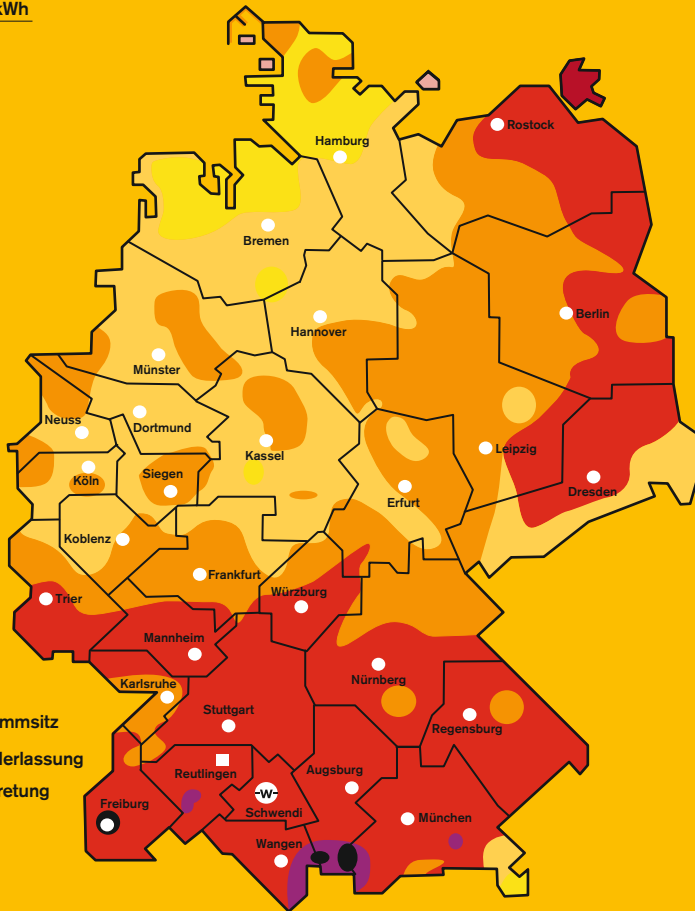 kWh
Rostock
Hamburg
Bremen
Berlin
Hannover
Münster
Neuss
Dortmund
Kassel
Leipzig
Köln
Siegen
Dresden
Erfurt
Koblenz
Frankfurt
Würzburg
Trier
Mannheim
Nürnberg
Karlsruhe
Stuttgart
Regensburg
mmsitz
lerlassung
retung
Reutlingen
Augsburg
W
Freiburg
Schwendi
München
Wangen